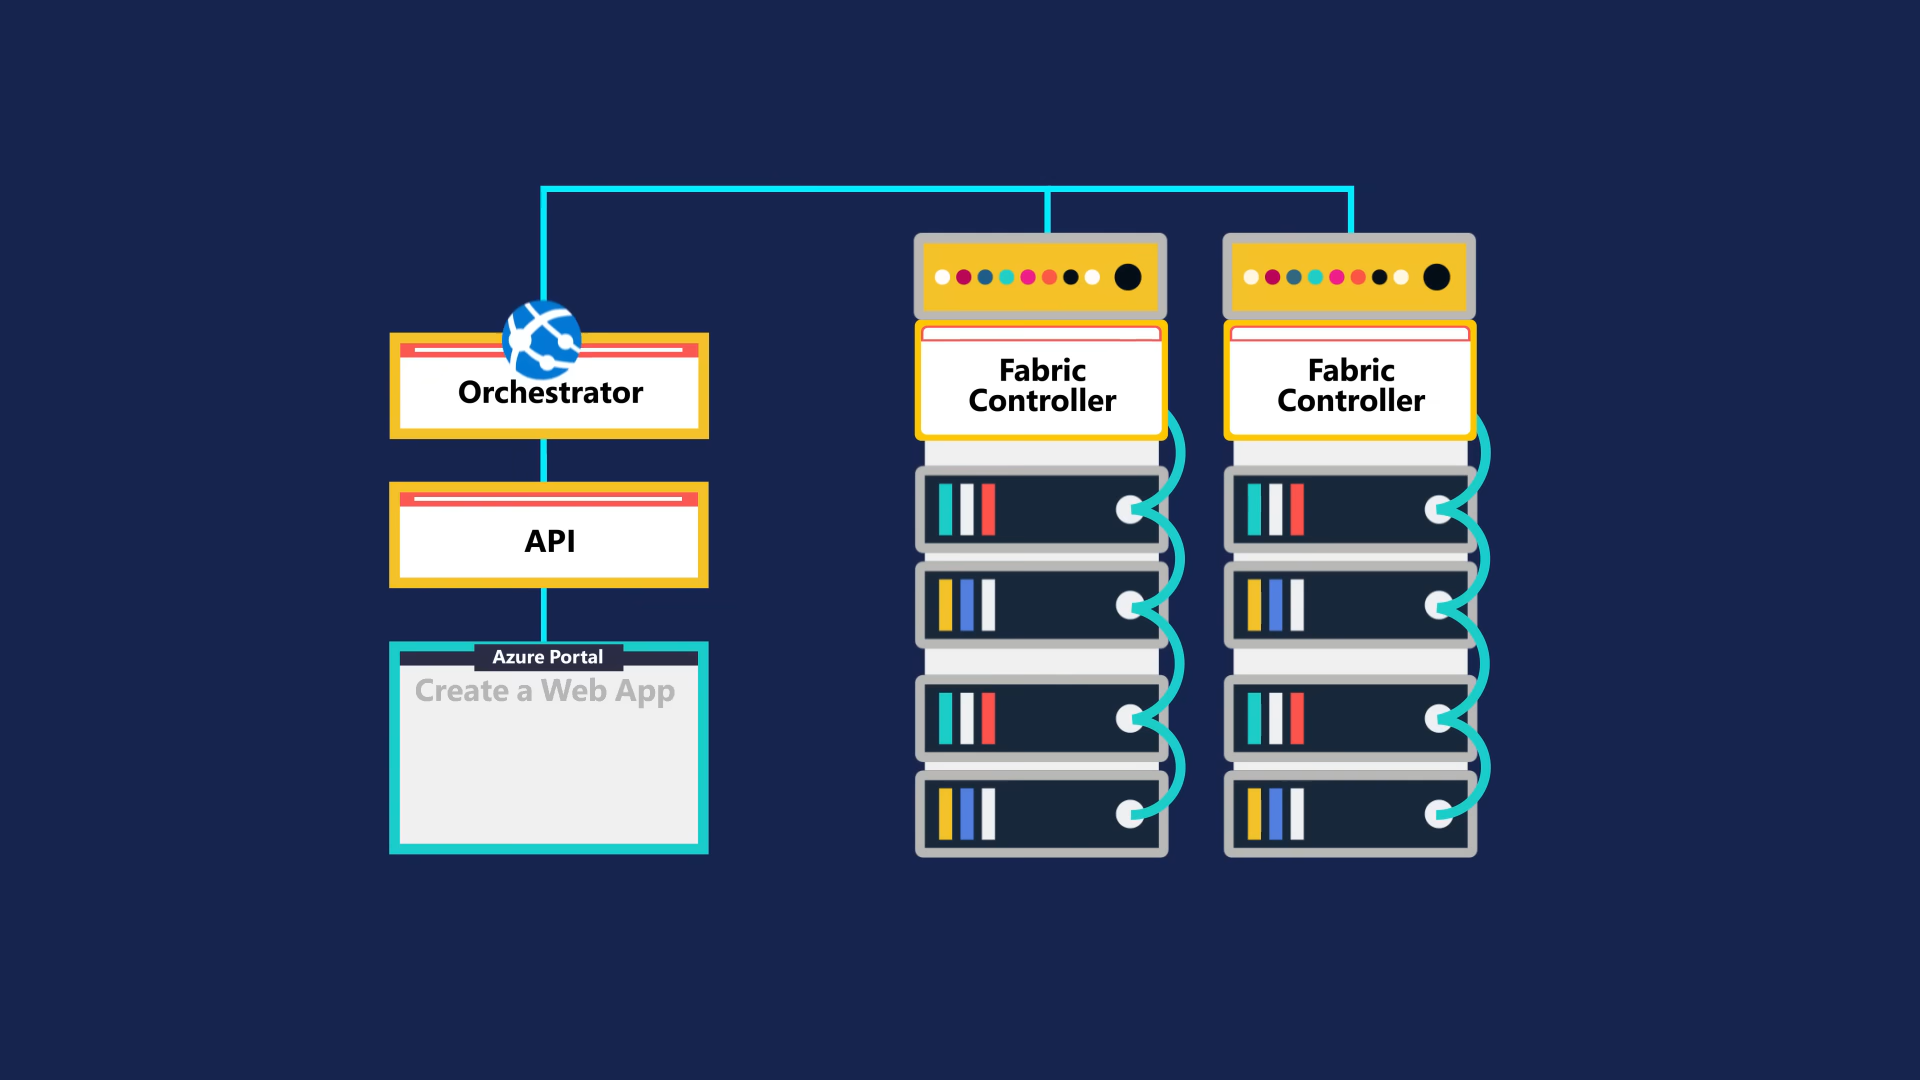 Orchestrator
API
Azure Portal
Create a Web App
Fabric
Controller
Fabric
Controller